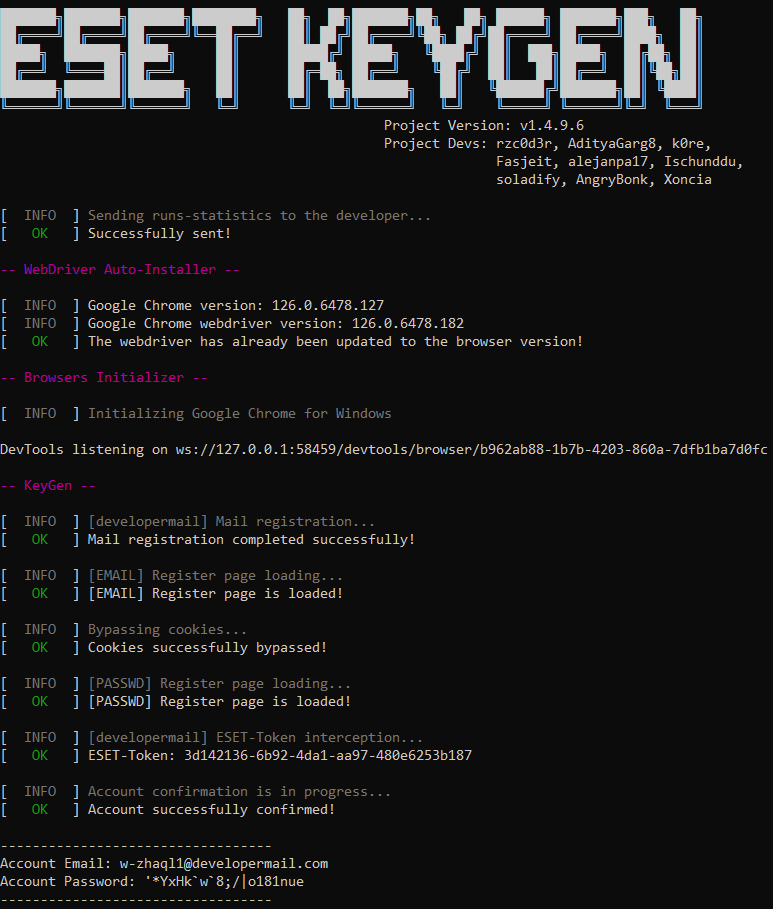 ESET KEYGEN
Project Version: v1.4.9.6
Project Devs: rzc0d3r, AdityaGarg8, k0re,
Fasjeit, alejanpa17, Ischunddu,
soladify, AngryBonk, Xoncia
[ INFO ] Sending runs-statistics to the developer...
[ OK ] Successfully sent!
-- WebDriver Auto-Installer --
[ INFO ] Google Chrome version: 126.0.6478.127
[ INFO ] Google Chrome webdriver version: 126.0.6478.182
[ OK ] The webdriver has already been updated to the browser version!
-- Browsers Initializer --
[ INFO ] Initializing Google Chrome for Windows
DevTools listening on ws://127.0.0.1:58459/devtools/browser/b962ab88-1b7b-4203-860a-7dfb1ba7d0fc
-- KeyGen --
[ INFO ] [developermail] Mail registration...
[ OK ] Mail registration completed successfully!
[ INFO ] [EMAIL] Register page loading...
[ OK ] [EMAIL] Register page is loaded!
[ INFO ] Bypassing cookies...
[ OK ] Cookies successfully bypassed!
[ INFO ] [PASSWD] Register page loading...
[ OK ] [PASSWD] Register page is loaded!
[ INFO ] [developermail] ESET-Token interception...
[ OK ] ESET-Token: 3d142136-6b92-4da1-aa97-480e6253b187
[ INFO ] Account confirmation is in progress...
[ OK ] Account successfully confirmed!
----------------------------------
Account Email: w-zhaql1@developermail.com
Account Password: '*YxHk`w`8;/|o181nue
----------------------------------